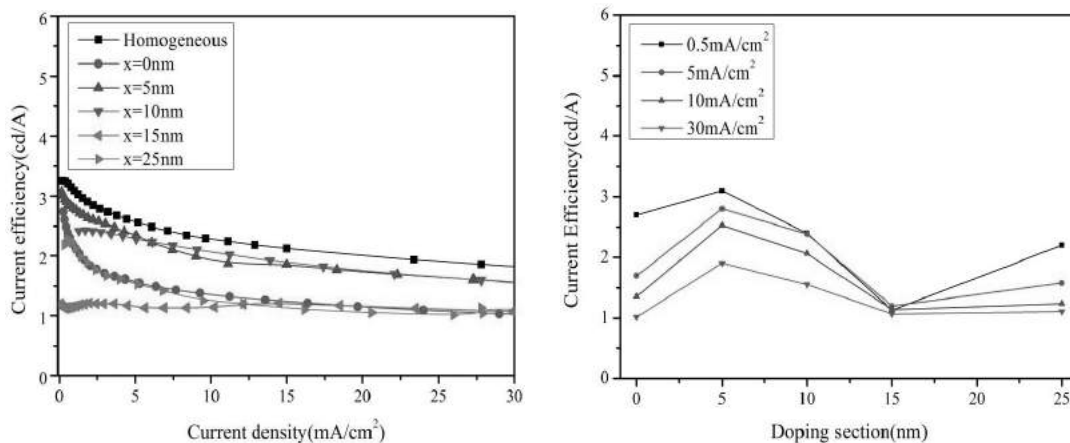 6
5
4
3
2
1
0
Current efficiency(cd/A)
Homogeneous
x=0nm
x=5nm
x=10nm
x=15nm
x=25nm
0 5 10 15 20 25 30
Current density(mA/cm²)
6
5
4
3
2
1
0
Current Efficiency(cd/A)
0.5mA/cm²
5mA/cm²
10mA/cm²
30mA/cm²
0 5 10 15 20 25
Doping section(nm)